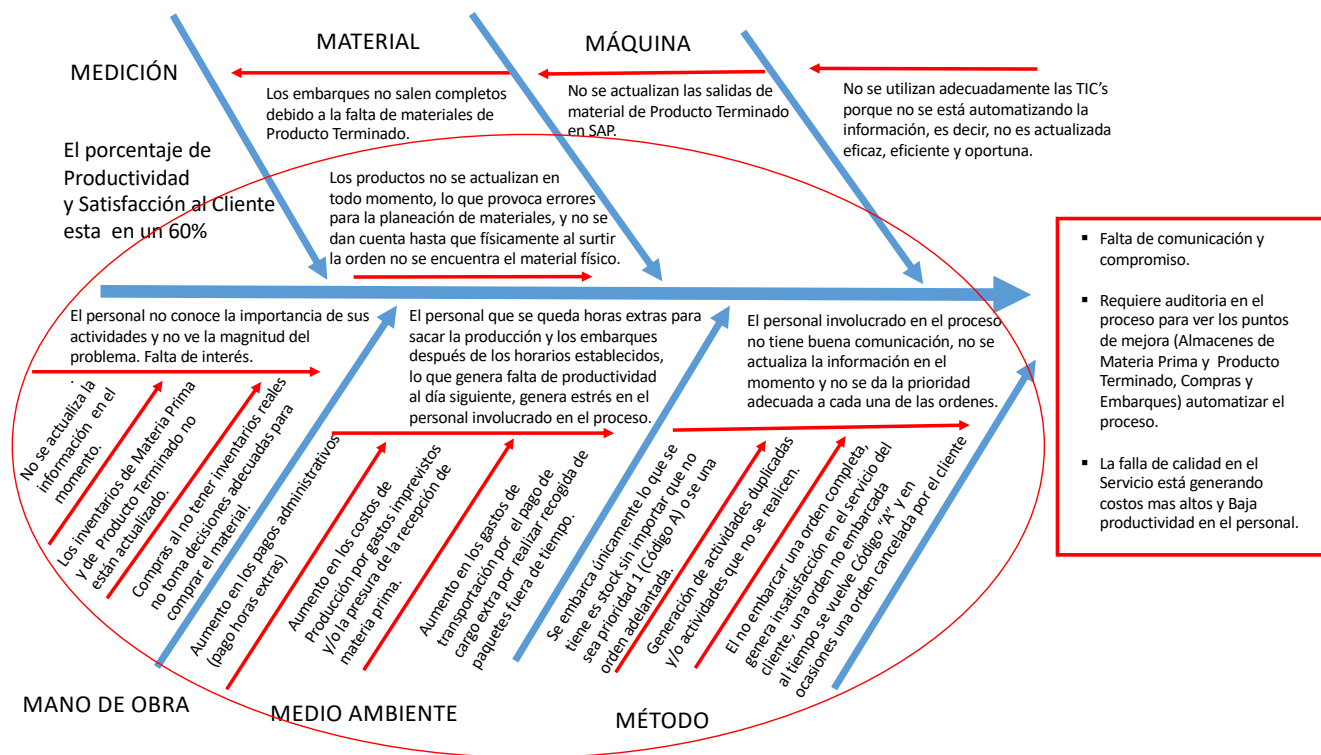 MEDICIÓN
MATERIAL
MÁQUINA
Los embarques no salen completos
debido a la falta de materiales de
Producto Terminado.
No se actualizan las salidas de
material de Producto Terminado
en SAP.
No se utilizan adecuadamente las TIC's
porque no se está automatizando la
información, es decir, no es actualizada
eficaz, eficiente y oportuna.
El porcentaje de
Productividad
y Satisfacción al Cliente
esta en un 60%
Los productos no se actualizan en
todo momento, lo que provoca errores
para la planeación de materiales, y no se
dan cuenta hasta que físicamente al surtir
la orden no se encuentra el material físico.
El personal no conoce la importancia de sus
actividades y no ve la magnitud del
problema. Falta de interés.
El personal que se queda horas extras para
sacar la producción y los embarques
después de los horarios establecidos,
lo que genera falta de productividad
al día siguiente, genera estrés en el
personal involucrado en el proceso.
El personal involucrado en el proceso
no tiene buena comunicación, no se
actualiza la información en el
momento y no se da la prioridad
adecuada a cada una de las ordenes.
No se actualiza la
información en el
momento.
Los inventarios de Materia Prima
y de Producto Terminado no
están actualizado.
Compras al no tener inventarios reales
no toma decisiones adecuadas para
comprar el material.
Aumento en los pagos administrativos
(pago horas extras)
Aumento en los costos de
Producción por gastos imprevistos
y/o la presura de la recepción de
materia prima.
Aumento en los gastos de
transportación por el pago de
cargo extra por realizar recogida de
paquetes fuera de tiempo.
Se embarca únicamente lo que se
tiene es stock sin importar que no
sea prioridad 1 (Código A) o se una
orden adelantada.
Generación de actividades duplicadas
y/o actividades que no se realicen.
El no embarcar una orden completa,
genera insatisfacción en el servicio del
cliente, una orden no embarcada
al tiempo se vuelve Código "A" y en
ocasiones una orden cancelada por el cliente
MANO DE OBRA
MEDIO AMBIENTE
MÉTODO
▪ Falta de comunicación y
compromiso.
▪ Requiere auditoria en el
proceso para ver los puntos
de mejora (Almacenes de
Materia Prima y Producto
Terminado, Compras y
Embarques) automatizar el
proceso.
▪ La falla de calidad en el
Servicio está generando
costos mas altos y Baja
productividad en el personal.